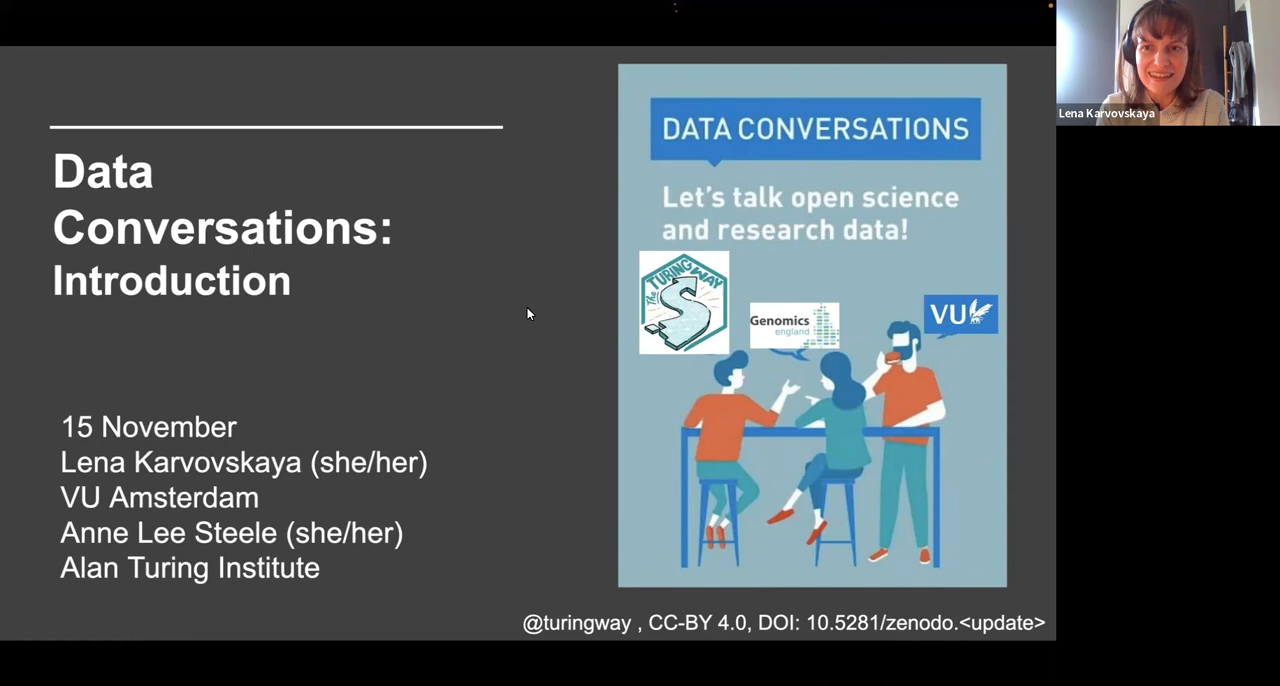 Data
Conversations:
Introduction
15 November
Lena Karvovskaya (she/her)
VU Amsterdam
Anne Lee Steele (she/her)
Alan Turing Institute
DATA CONVERSATIONS
Let's talk open science
and research data!
The TURING WAY
Genomics
england
VU
@turingway , CC-BY 4.0, DOI: 10.5281/zenodo.<update>
Lena Karvovskaya